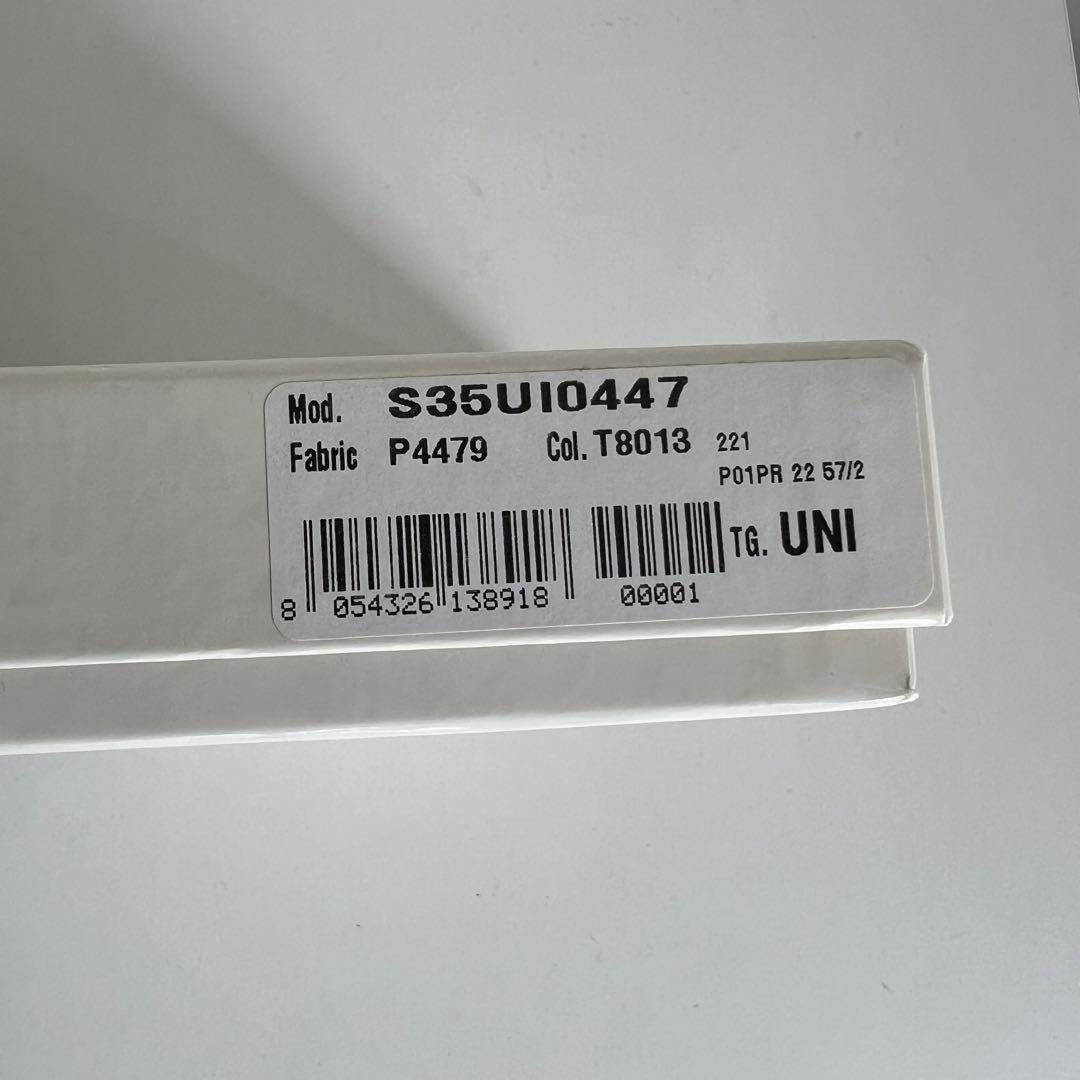 Mod. S35UI0447
Fabric P4479 Col. T8013 221
P01PR 22 57/2
TG. UNI
8 054326 138918 00001